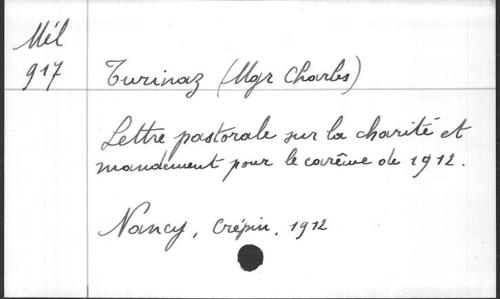 Mél
917
Turinaz (Mgr Charles)
Lettre pastorale sur la charité et
mandement pour le carême de 1912.
Nancy, Crépin, 1912